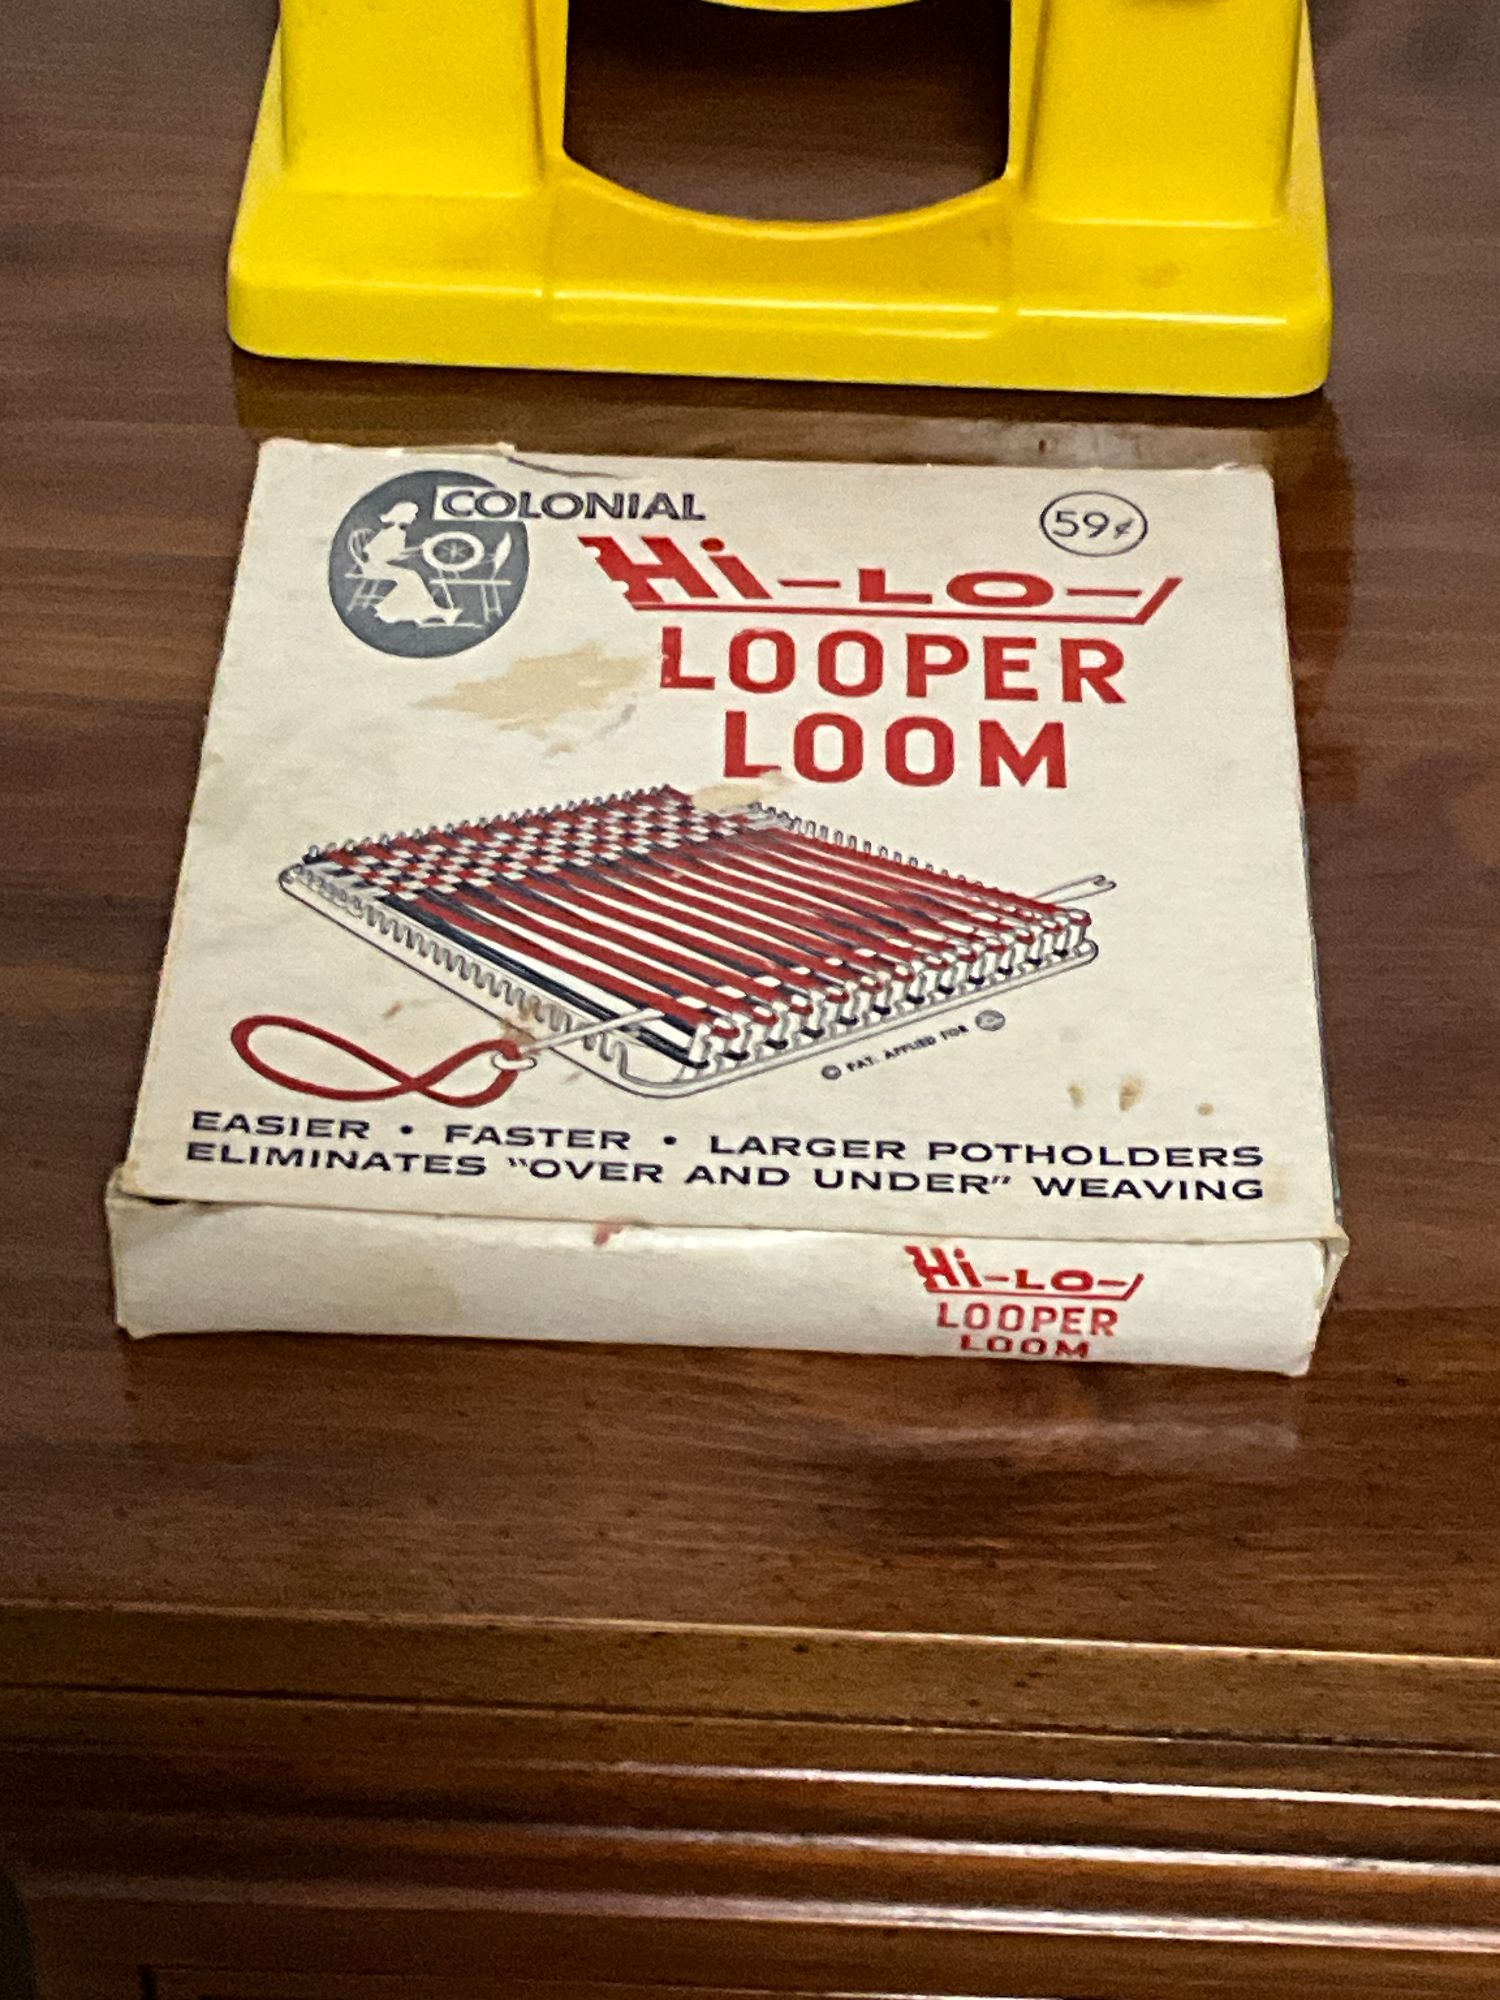 COLONIAL
59¢
Hi-LO-
LOOPER
LOOM
© PAT. APPLIED FOR
EASIER • FASTER • LARGER POTHOLDERS
ELIMINATES "OVER AND UNDER" WEAVING
Hi-LO-
LOOPER
LOOM